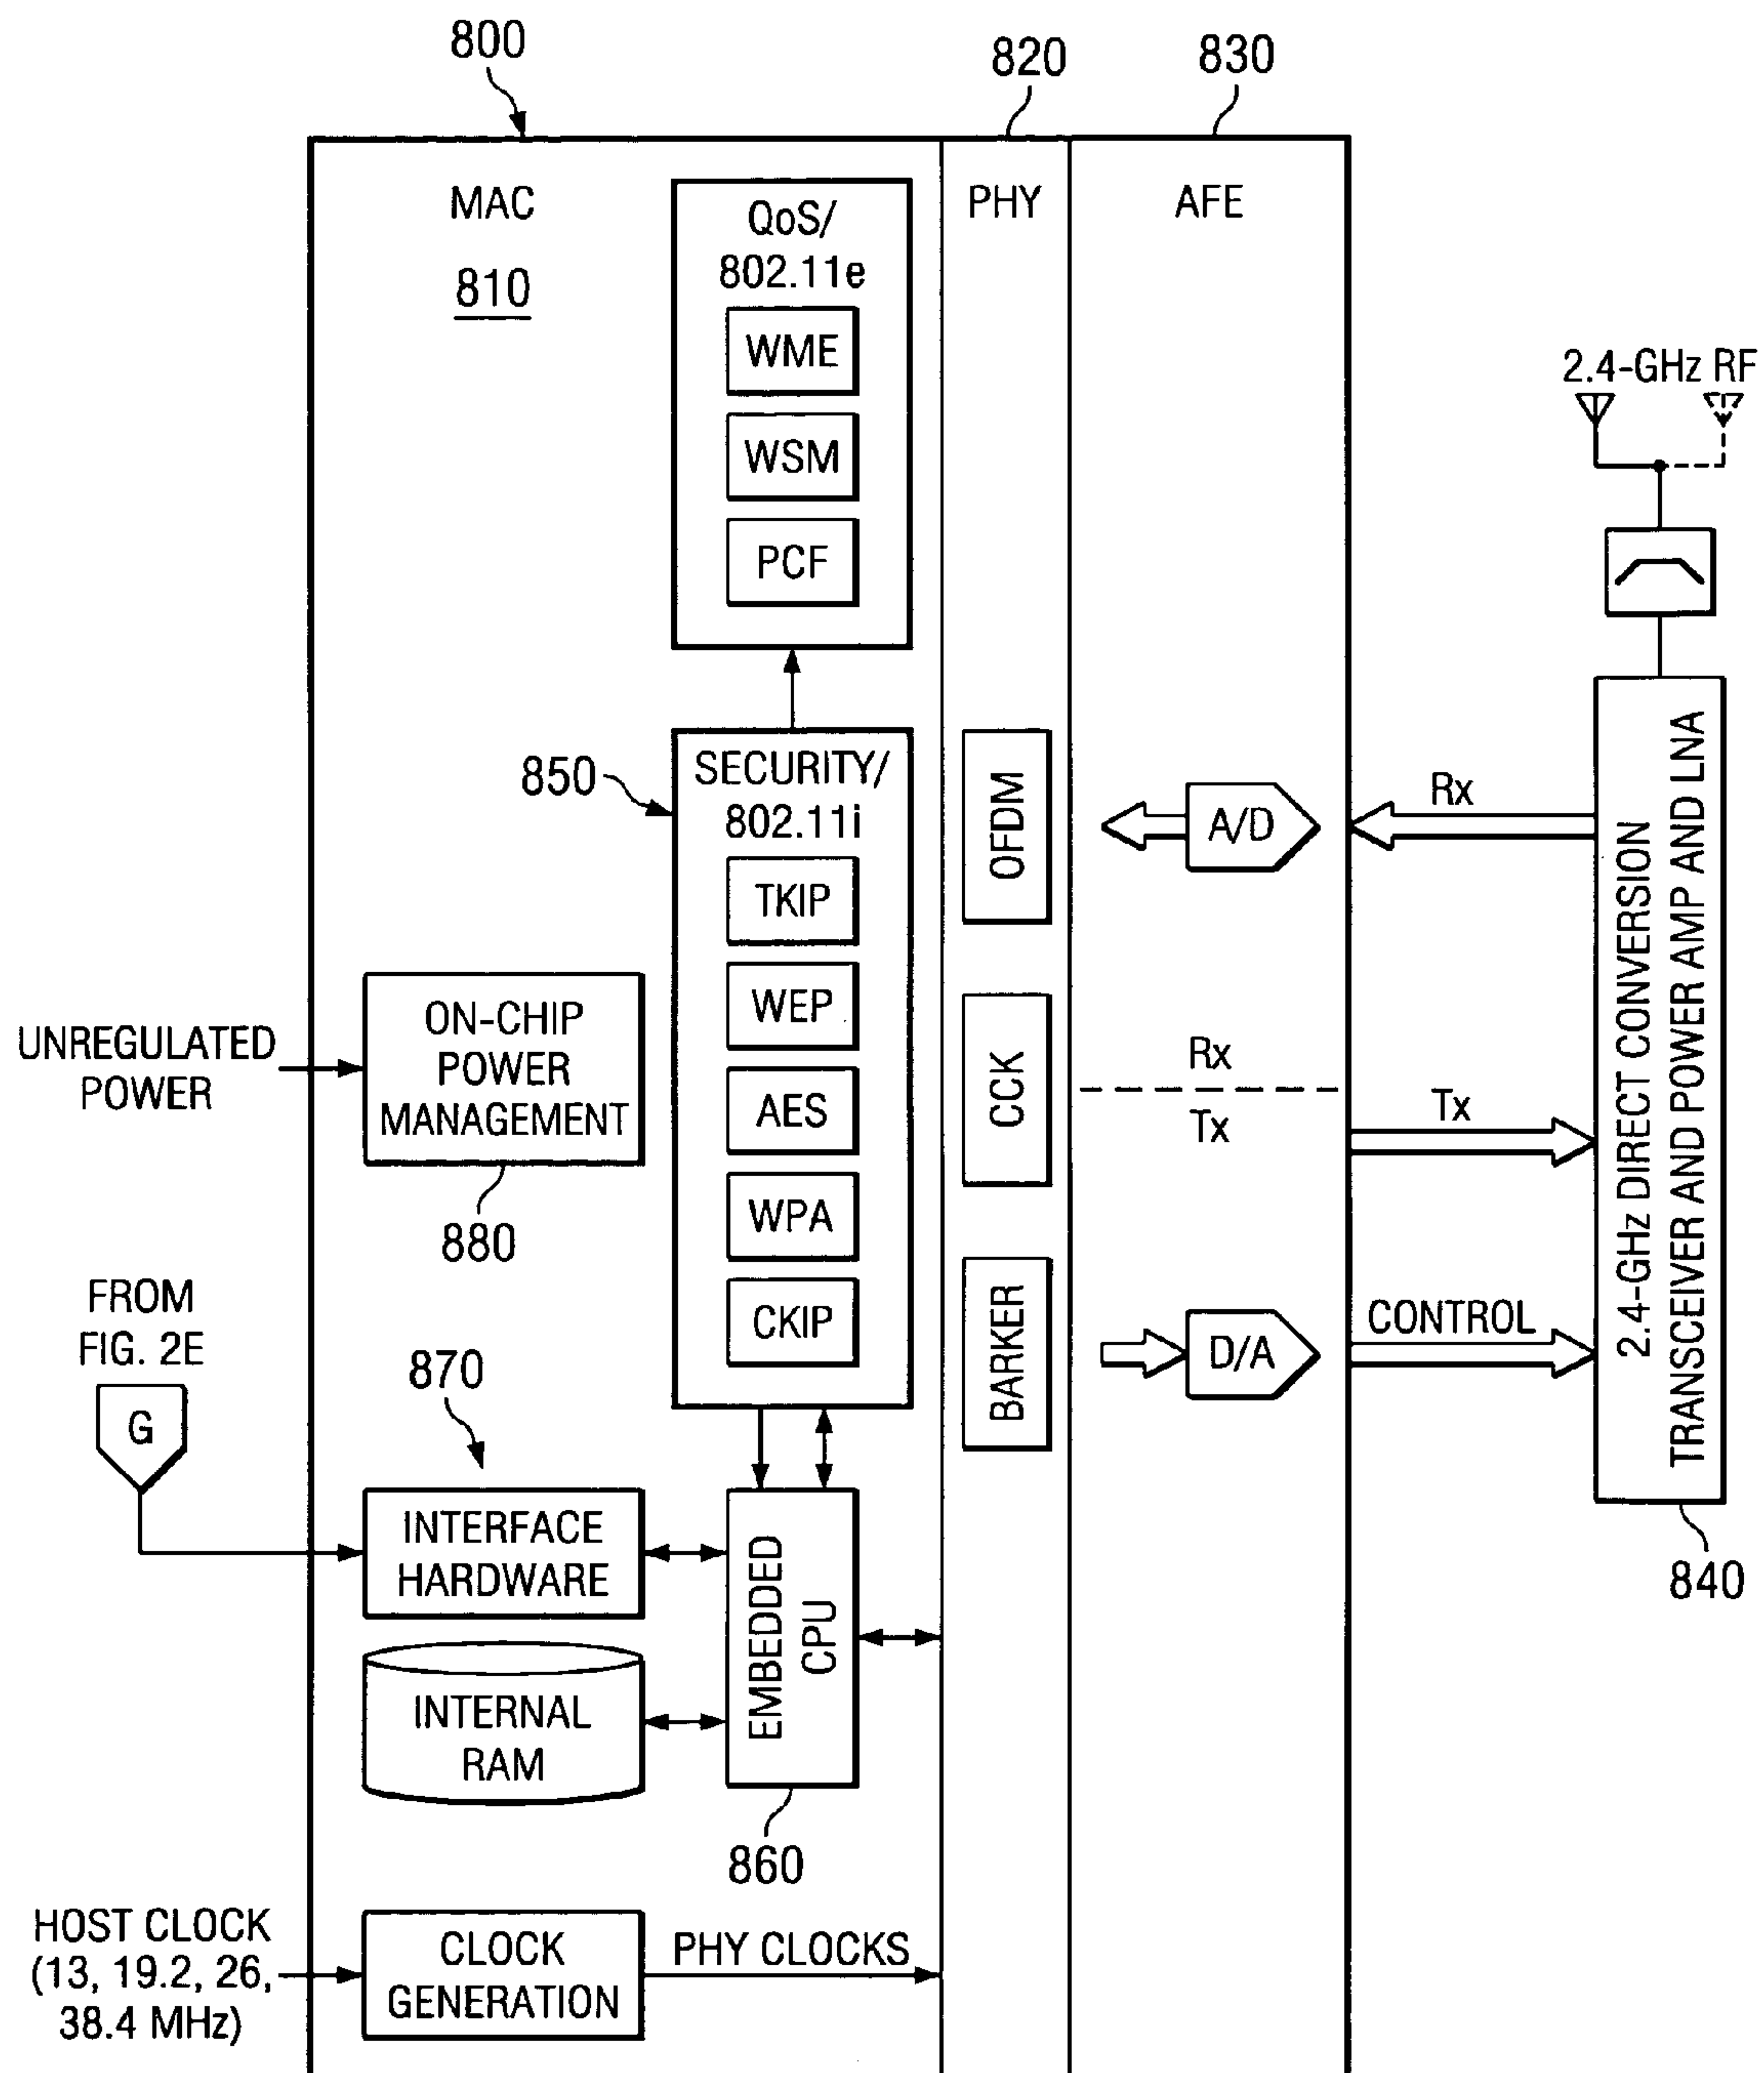 800
820
830
MAC
810
PHY
AFE
QoS/
802.11e
WME
WSM
PCF
2.4-GHz RF
850
SECURITY/
802.11i
TKIP
WEP
AES
WPA
CKIP
OFDM
CCK
BARKER
A/D
Rx
Rx
Tx
Tx
D/A
CONTROL
2.4-GHz DIRECT CONVERSION
TRANSCEIVER AND POWER AMP AND LNA
840
UNREGULATED
POWER
ON-CHIP
POWER
MANAGEMENT
880
FROM
FIG. 2E
G
870
INTERFACE
HARDWARE
INTERNAL
RAM
EMBEDDED
CPU
860
HOST CLOCK
(13, 19.2, 26,
38.4 MHz)
CLOCK
GENERATION
PHY CLOCKS